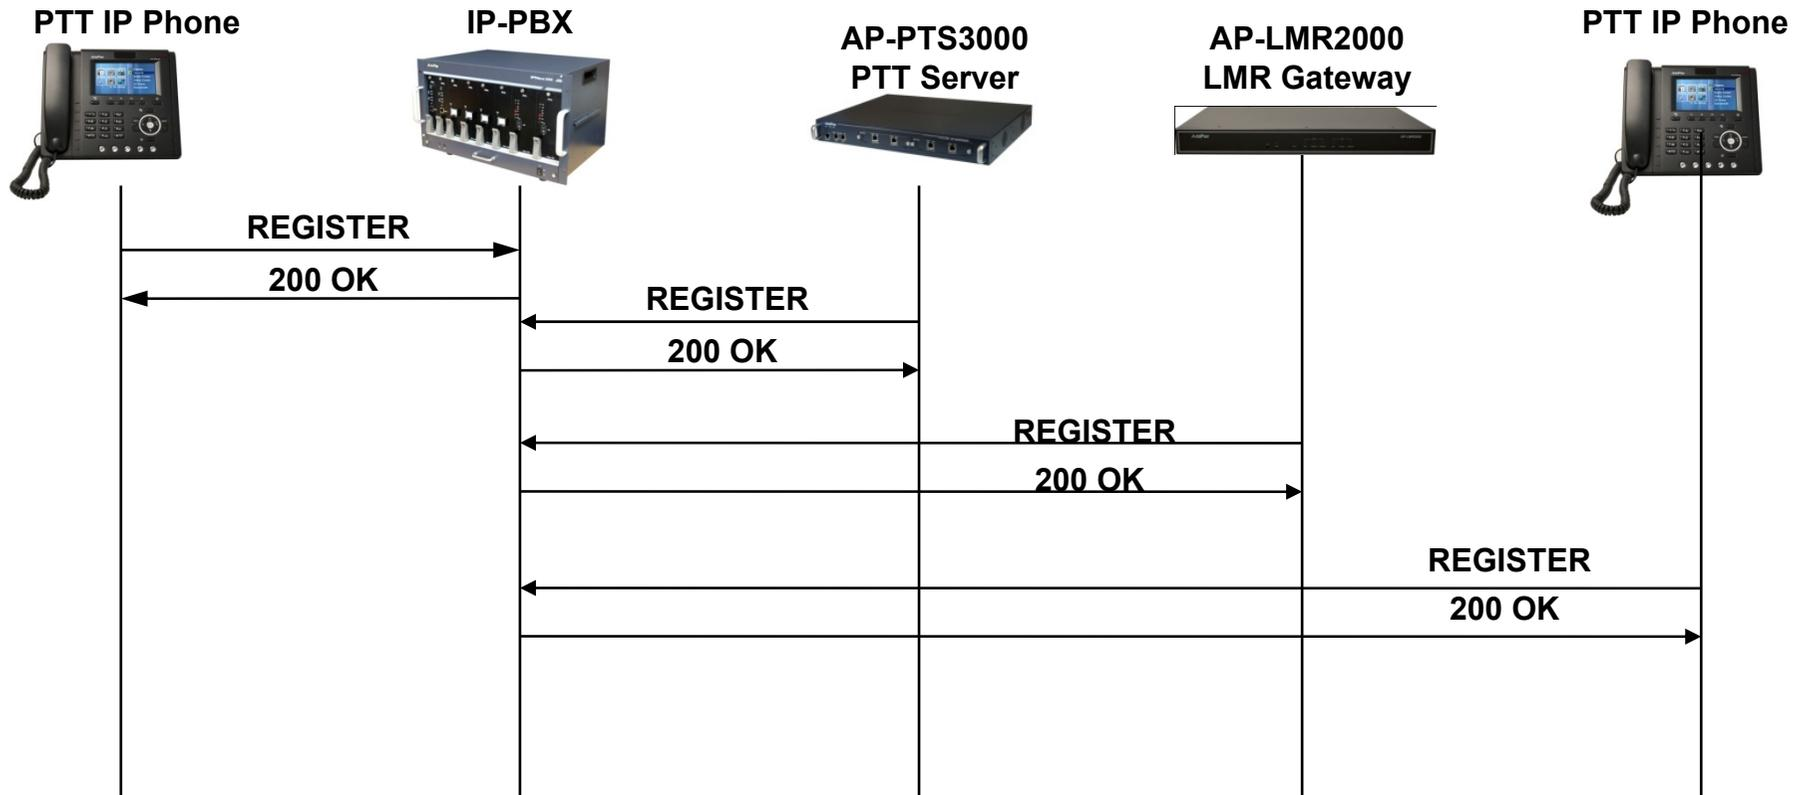 PTT IP Phone
IP-PBX
AP-PTS3000
PTT Server
AP-LMR2000
LMR Gateway
PTT IP Phone
REGISTER
200 OK
REGISTER
200 OK
REGISTER
200 OK
REGISTER
200 OK